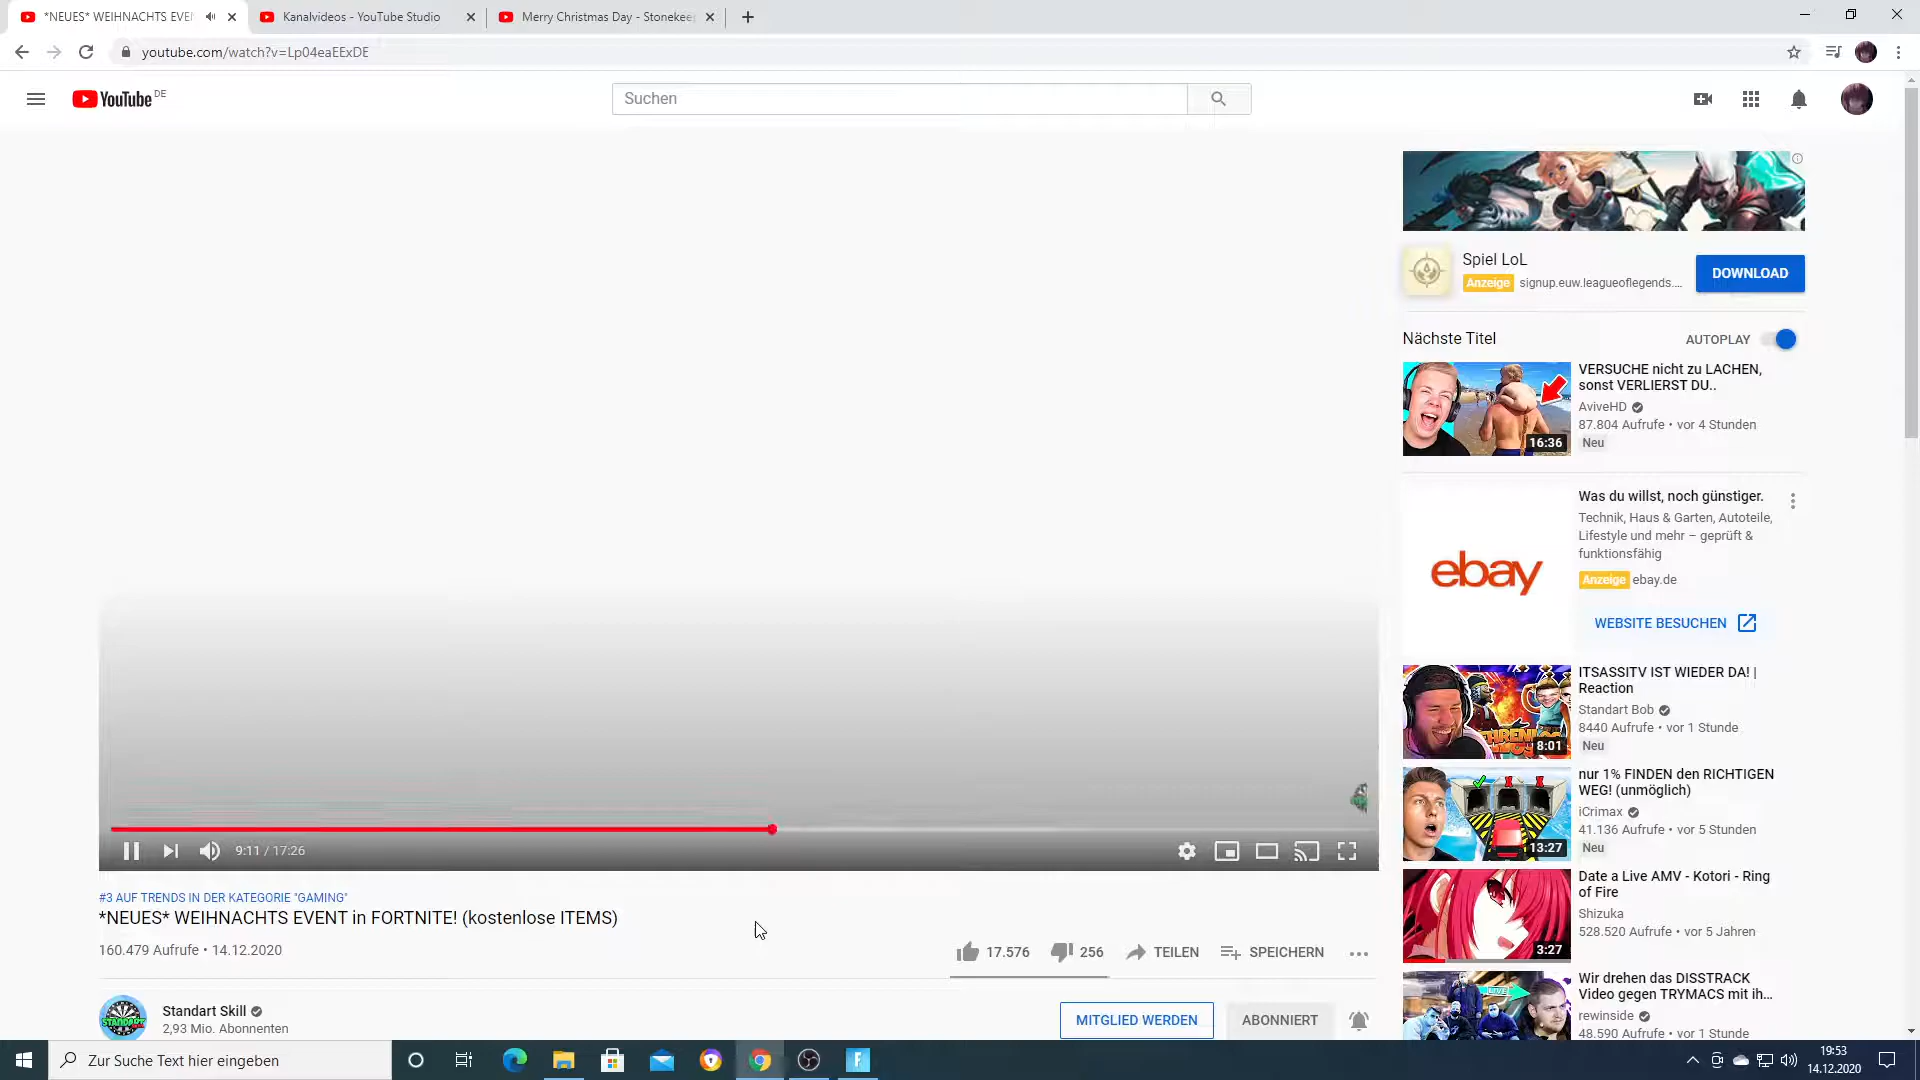 *NEUES* WEIHNACHTS EVEN
Kanalvideos - YouTube Studio
Merry Christmas Day - Stonekee
youtube.com/watch?v=Lp04eaEExDE
YouTube DE
Suchen
Spiel LoL
Anzeige signup.euw.leagueoflegends....
DOWNLOAD
Nächste Titel
AUTOPLAY
VERSUCHE nicht zu LACHEN,
sonst VERLIERST DU..
AviveHD
87.804 Aufrufe • vor 4 Stunden
Neu
16:36
Was du willst, noch günstiger.
Technik, Haus & Garten, Autoteile,
Lifestyle und mehr – geprüft &
funktionsfähig
Anzeige ebay.de
ebay
WEBSITE BESUCHEN
ITSASSITV IST WIEDER DA! |
Reaction
Standart Bob
8440 Aufrufe • vor 1 Stunde
Neu
8:01
nur 1% FINDEN den RICHTIGEN
WEG! (unmöglich)
iCrimax
41.136 Aufrufe • vor 5 Stunden
Neu
13:27
Date a Live AMV - Kotori - Ring
of Fire
Shizuka
528.520 Aufrufe • vor 5 Jahren
3:27
Wir drehen das DISSTRACK
Video gegen TRYMACS mit ih...
rewinside
48.590 Aufrufe • vor 1 Stunde
LIVE
9:11 / 17:26
#3 AUF TRENDS IN DER KATEGORIE "GAMING"
*NEUES* WEIHNACHTS EVENT in FORTNITE! (kostenlose ITEMS)
160.479 Aufrufe • 14.12.2020
17.576
256
TEILEN
SPEICHERN
STANDART
Standart Skill
2,93 Mio. Abonnenten
MITGLIED WERDEN
ABONNIERT
Zur Suche Text hier eingeben
19:53
14.12.2020